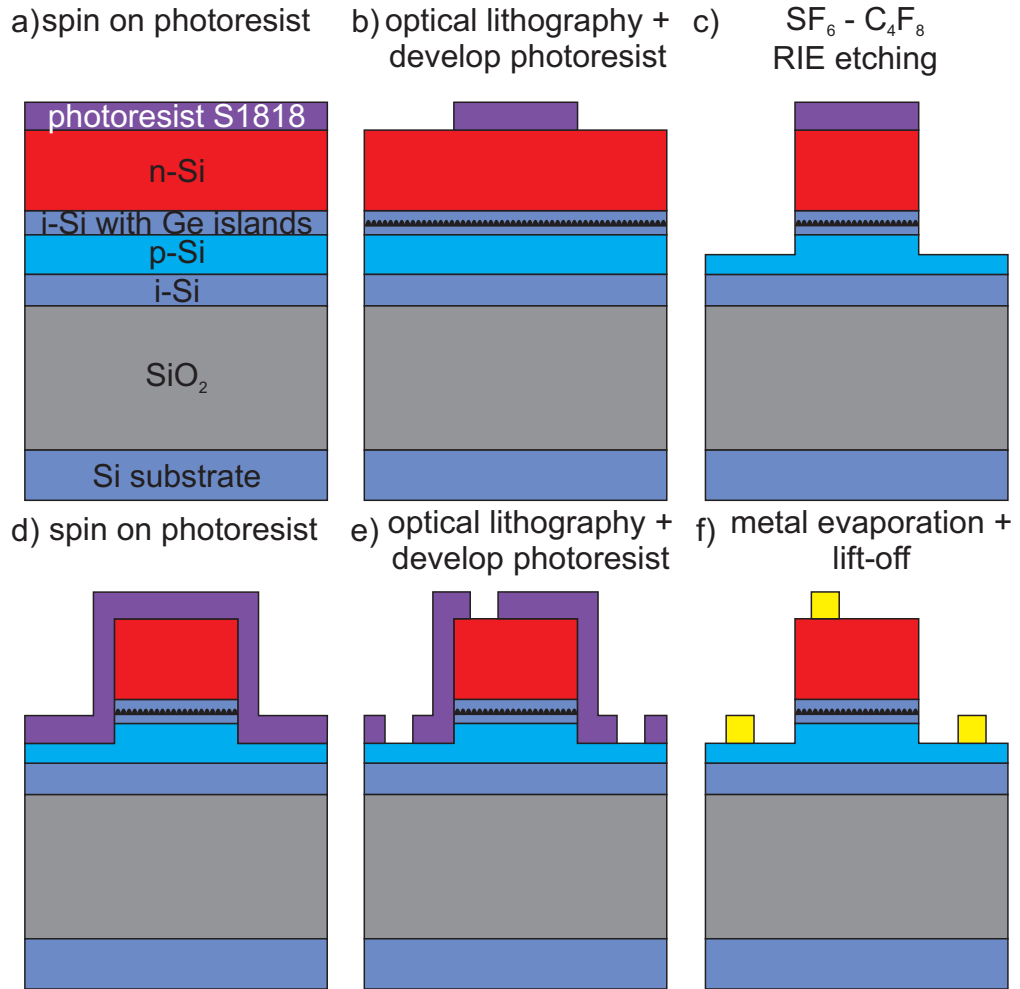 a) spin on photoresist
b) optical lithography +
develop photoresist
c) SF₆ - C₄F₈
RIE etching
photoresist S1818
n-Si
i-Si with Ge islands
p-Si
i-Si
SiO₂
Si substrate
d) spin on photoresist
e) optical lithography +
develop photoresist
f) metal evaporation +
lift-off